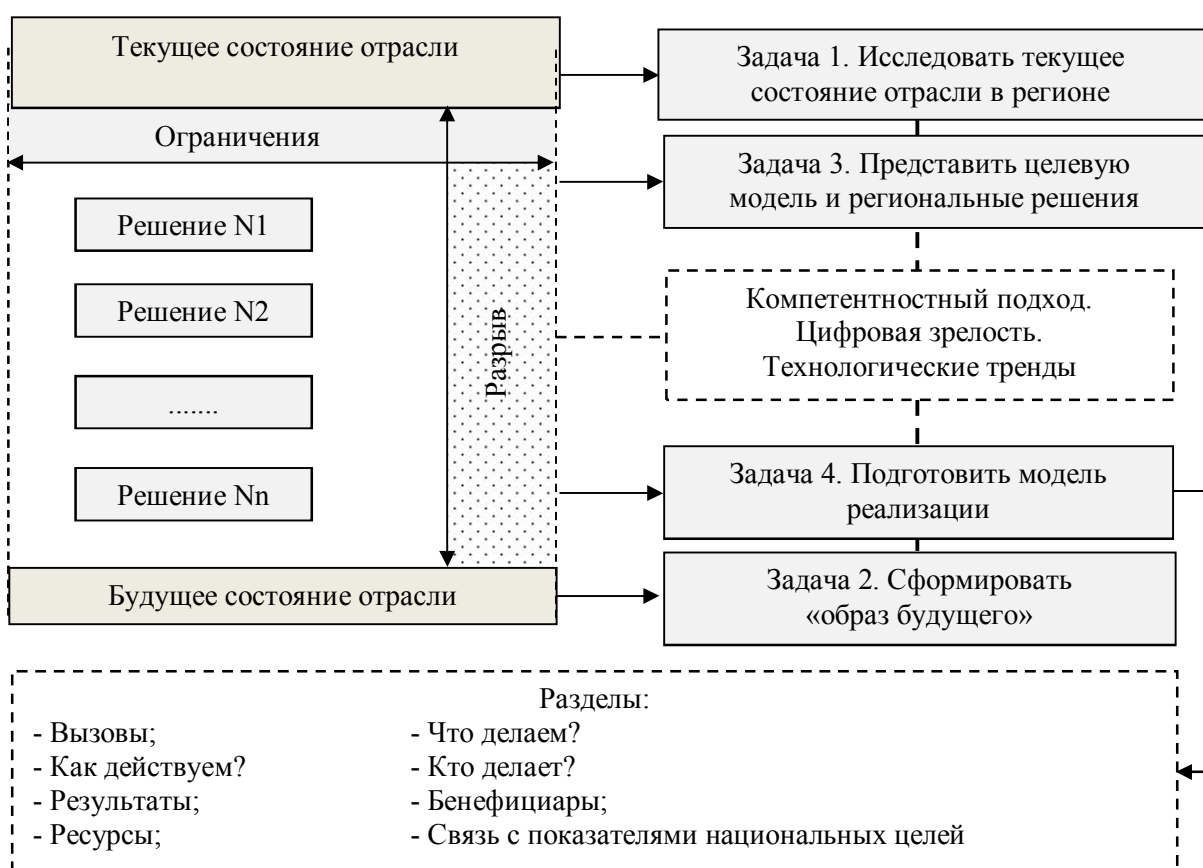 Текущее состояние отрасли
Ограничения
Решение N1
Решение N2
.......
Решение Nn
Разрыв
Будущее состояние отрасли
Задача 1. Исследовать текущее
состояние отрасли в регионе
Задача 3. Представить целевую
модель и региональные решения
Компетентностный подход.
Цифровая зрелость.
Технологические тренды
Задача 4. Подготовить модель
реализации
Задача 2. Сформировать
«образ будущего»
Разделы:
- Вызовы;
- Как действуем?
- Результаты;
- Ресурсы;
- Что делаем?
- Кто делает?
- Бенефициары;
- Связь с показателями национальных целей